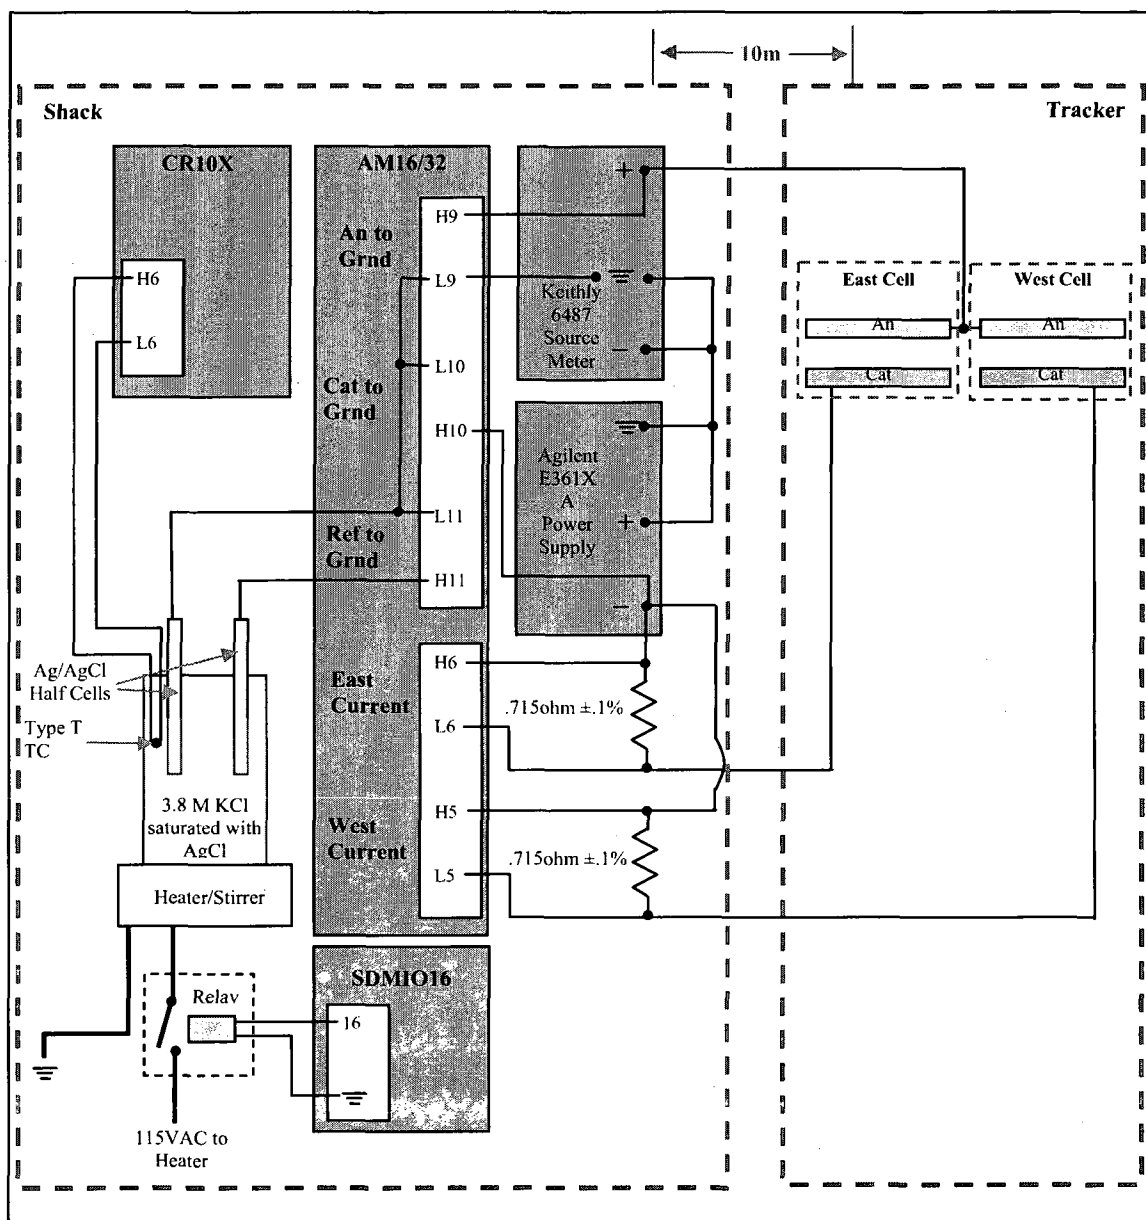 10m
Shack
Tracker
CR10X
H6
L6
AM16/32
An to
Grnd
Cat to
Grnd
Ref to
Grnd
East
Current
West
Current
H9
L9
L10
H10
L11
H11
H6
L6
H5
L5
+
Keithly
6487
Source
Meter
−
Agilent
E361X
A
Power
Supply
+
−
East Cell
West Cell
An
An
Cat
Cat
.715ohm ±.1%
.715ohm ±.1%
Ag/AgCl
Half Cells
Type T
TC
3.8 M KCl
saturated with
AgCl
Heater/Stirrer
Relay
SDMIO16
16
115VAC to
Heater